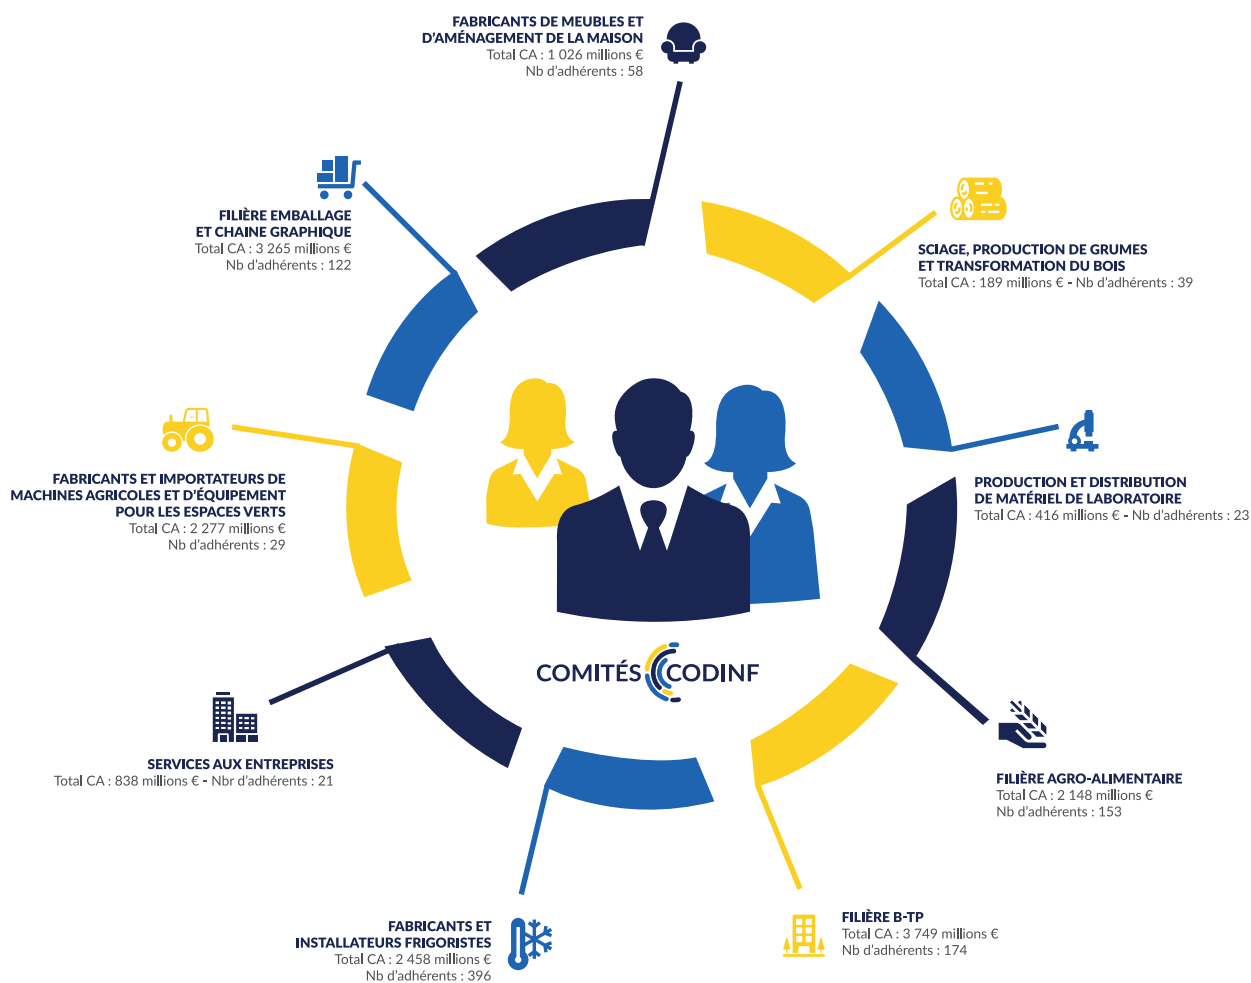 FABRICANTS DE MEUBLES ET
D'AMÉNAGEMENT DE LA MAISON
Total CA : 1 026 millions €
Nb d'adhérents : 58
FILIÈRE EMBALLAGE
ET CHAINE GRAPHIQUE
Total CA : 3 265 millions €
Nb d'adhérents : 122
SCIAGE, PRODUCTION DE GRUMES
ET TRANSFORMATION DU BOIS
Total CA : 189 millions € - Nb d'adhérents : 39
FABRICANTS ET IMPORTATEURS DE
MACHINES AGRICOLES ET D'ÉQUIPEMENT
POUR LES ESPACES VERTS
Total CA : 2 277 millions €
Nb d'adhérents : 29
PRODUCTION ET DISTRIBUTION
DE MATÉRIEL DE LABORATOIRE
Total CA : 416 millions € - Nb d'adhérents : 23
COMITÉS CODINF
SERVICES AUX ENTREPRISES
Total CA : 838 millions € - Nbr d'adhérents : 21
FILIÈRE AGRO-ALIMENTAIRE
Total CA : 2 148 millions €
Nb d'adhérents : 153
FABRICANTS ET
INSTALLATEURS FRIGORISTES
Total CA : 2 458 millions €
Nb d'adhérents : 396
FILIÈRE B-TP
Total CA : 3 749 millions €
Nb d'adhérents : 174